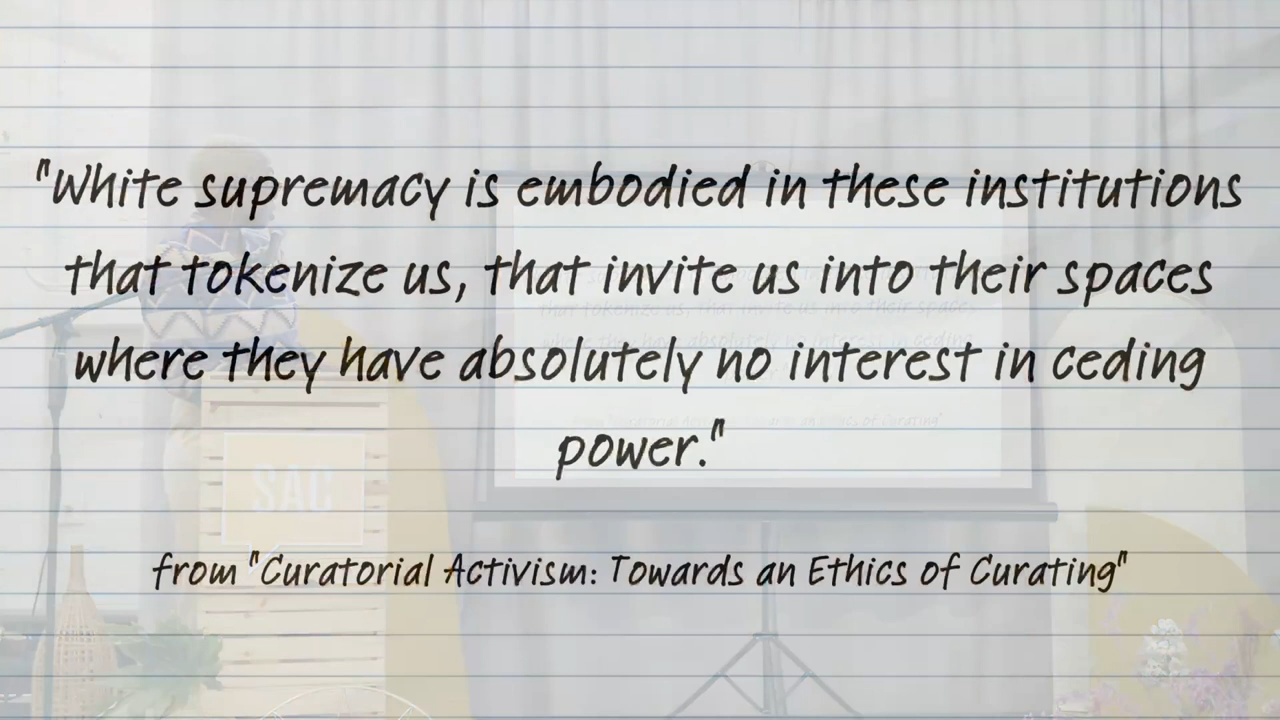 "White supremacy is embodied in these institutions
that tokenize us, that invite us into their spaces
where they have absolutely no interest in ceding
power."
from "Curatorial Activism: Towards an Ethics of Curating"
SAC